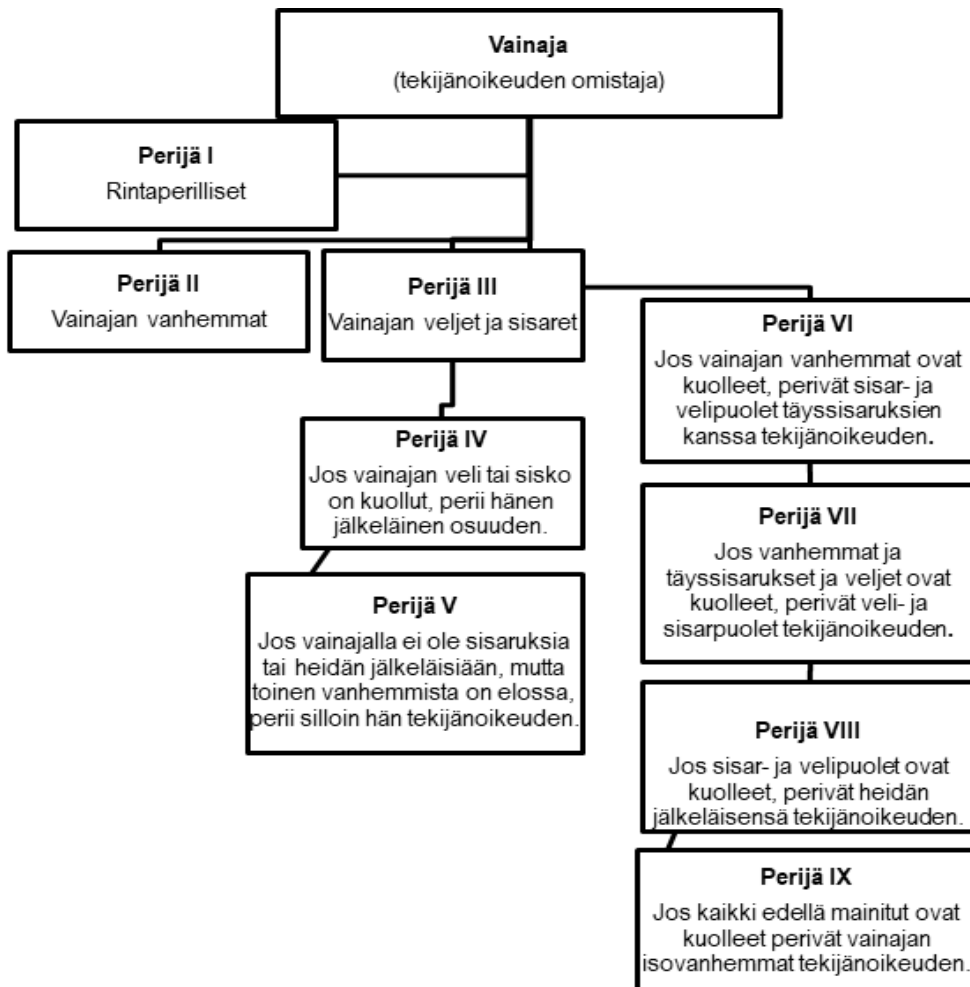 Vainaja
(tekijänoikeuden omistaja)
Perijä I
Rintaperilliset
Perijä II
Vainajan vanhemmat
Perijä III
Vainajan veljet ja sisaret
Perijä IV
Jos vainajan veli tai sisko
on kuollut, perii hänen
jälkeläinen osuuden.
Perijä V
Jos vainajalla ei ole sisaruksia
tai heidän jälkeläisiään, mutta
toinen vanhemmista on elossa,
perii silloin hän tekijänoikeuden.
Perijä VI
Jos vainajan vanhemmat ovat
kuolleet, perivät sisar- ja
velipuolet täyssisaruksien
kanssa tekijänoikeuden.
Perijä VII
Jos vanhemmat ja
täyssisarukset ja veljet ovat
kuolleet, perivät veli- ja
sisarpuolet tekijänoikeuden.
Perijä VIII
Jos sisar- ja velipuolet ovat
kuolleet, perivät heidän
jälkeläisensä tekijänoikeuden.
Perijä IX
Jos kaikki edellä mainitut ovat
kuolleet perivät vainajan
isovanhemmat tekijänoikeuden.